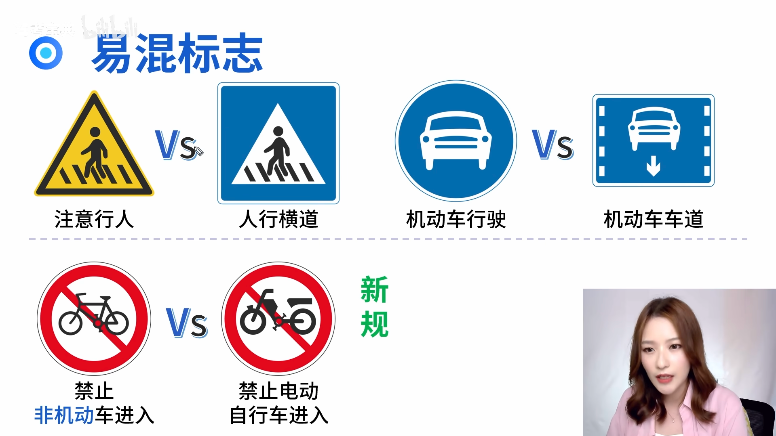 易混标志
Vs
Vs
注意行人
人行横道
机动车行驶
机动车车道
Vs
新
规
禁止
非机动车进入
禁止电动
自行车进入